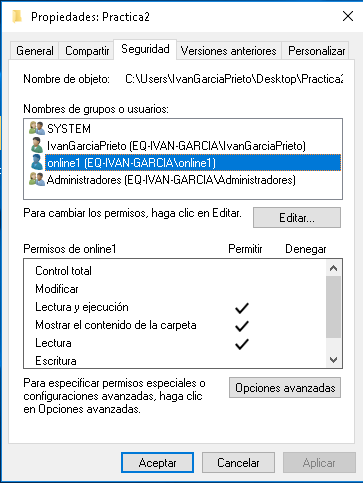 Propiedades: Practica2
General Compartir Seguridad Versiones anteriores Personalizar
Nombre de objeto: C:\Users\IvanGarciaPrieto\Desktop\Practica2
Nombres de grupos o usuarios:
SYSTEM
IvanGarciaPrieto (EQ-IVAN-GARCIA\IvanGarciaPrieto)
online1 (EQ-IVAN-GARCIA\online1)
Administradores (EQ-IVAN-GARCIA\Administradores)
Para cambiar los permisos, haga clic en Editar.
Editar...
Permisos de online1 Permitir Denegar
Control total
Modificar
Lectura y ejecución
Mostrar el contenido de la carpeta
Lectura
Escritura
Para especificar permisos especiales o
configuraciones avanzadas, haga clic
en Opciones avanzadas.
Opciones avanzadas
Aceptar Cancelar Aplicar